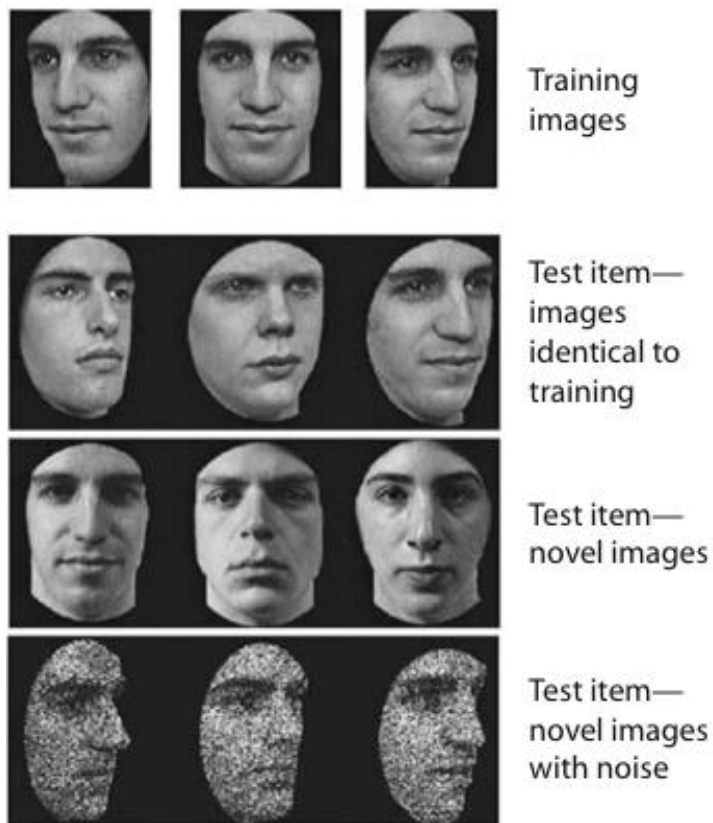 Training
images
Test item—
images
identical to
training
Test item—
novel images
Test item—
novel images
with noise